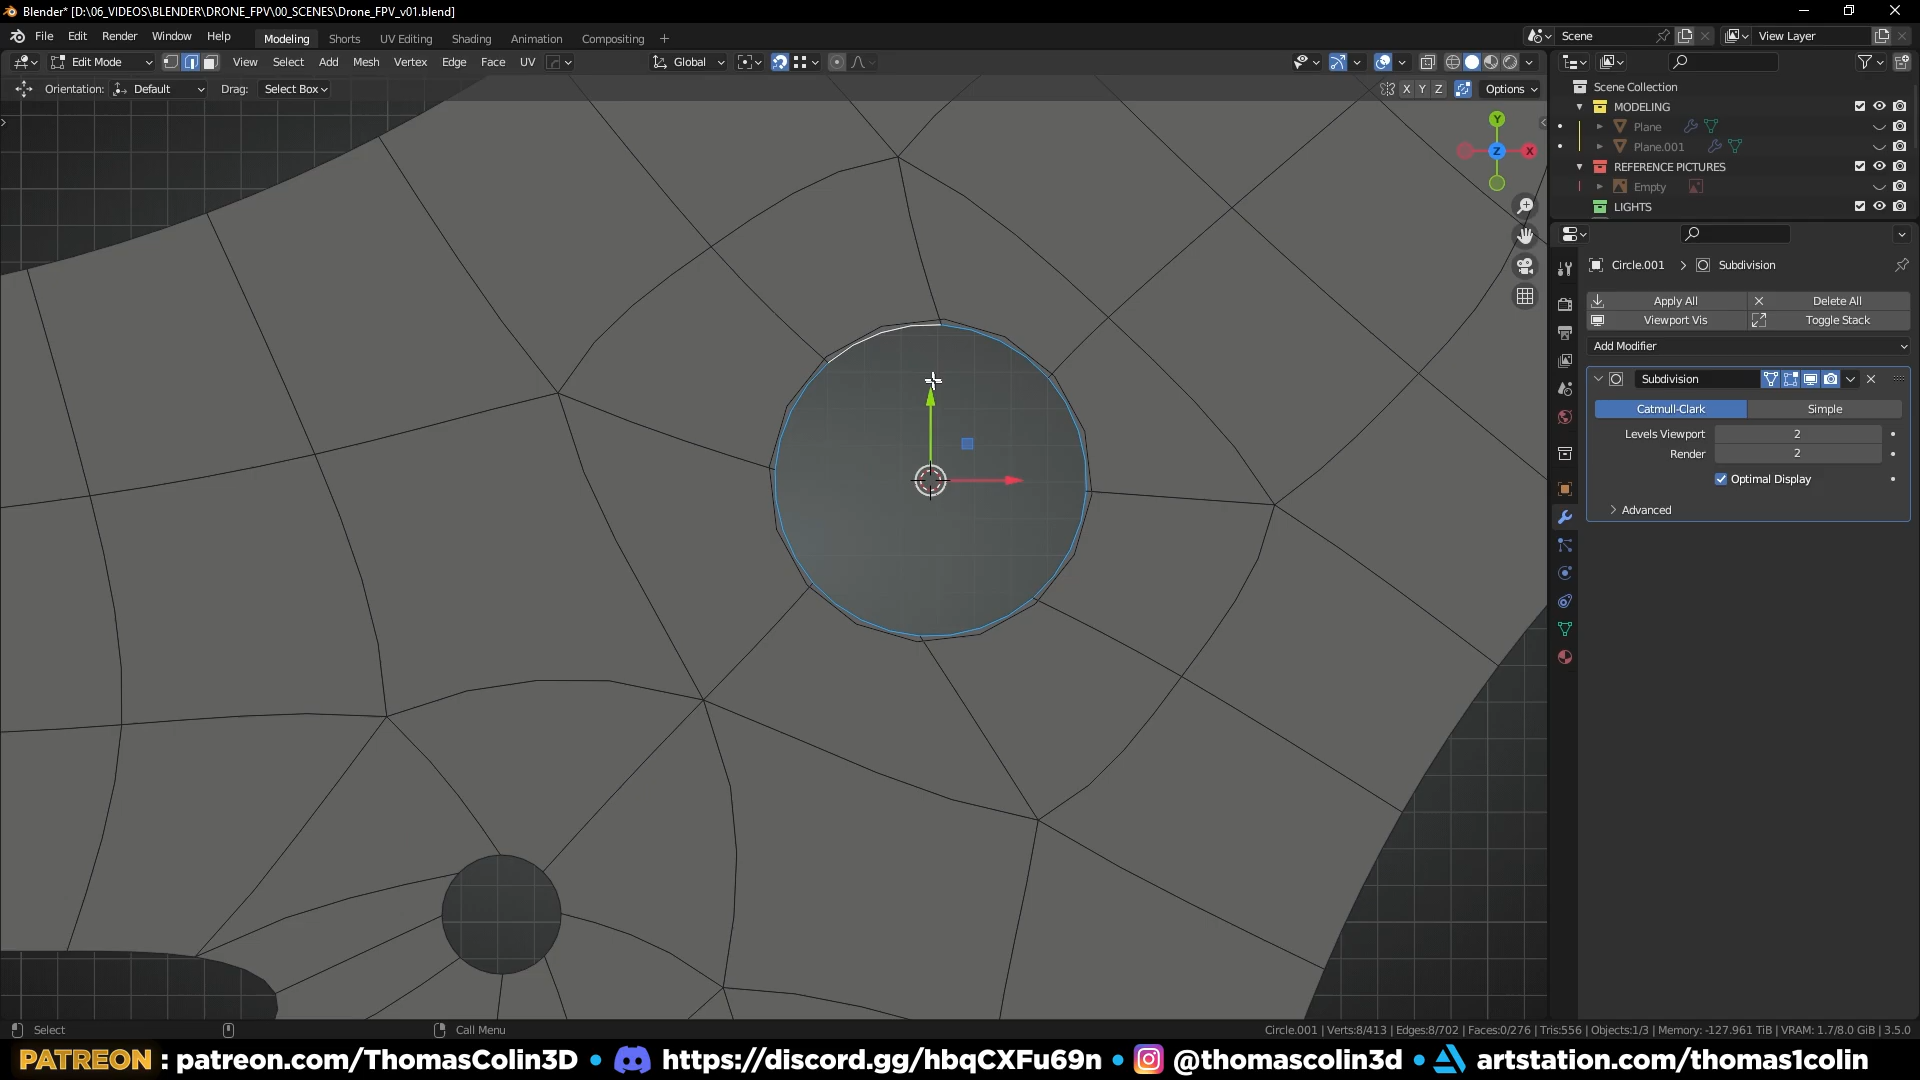 Blender* [D:\06_VIDEOS\BLENDER\DRONE_FPV\00_SCENES\Drone_FPV_v01.blend]
File Edit Render Window Help Modeling Shorts UV Editing Shading Animation Compositing + Scene View Layer
Edit Mode View Select Add Mesh Vertex Edge Face UV Global
Orientation: Default Drag: Select Box X Y Z Options
Scene Collection
MODELING
Plane
Plane.001
REFERENCE PICTURES
Empty
LIGHTS
Y
Z
X
Circle.001 > Subdivision
Apply All Delete All
Viewport Vis Toggle Stack
Add Modifier
Subdivision
Catmull-Clark Simple
Levels Viewport 2
Render 2
Optimal Display
Advanced
Select Call Menu Circle.001 | Verts:8/413 | Edges:8/702 | Faces:0/276 | Tris:556 | Objects:1/3 | Memory: -127.961 TiB | VRAM: 1.7/8.0 GiB | 3.5.0
PATREON : patreon.com/ThomasColin3D • https://discord.gg/hbqCXFu69n • @thomascolin3d • artstation.com/thomas1colin